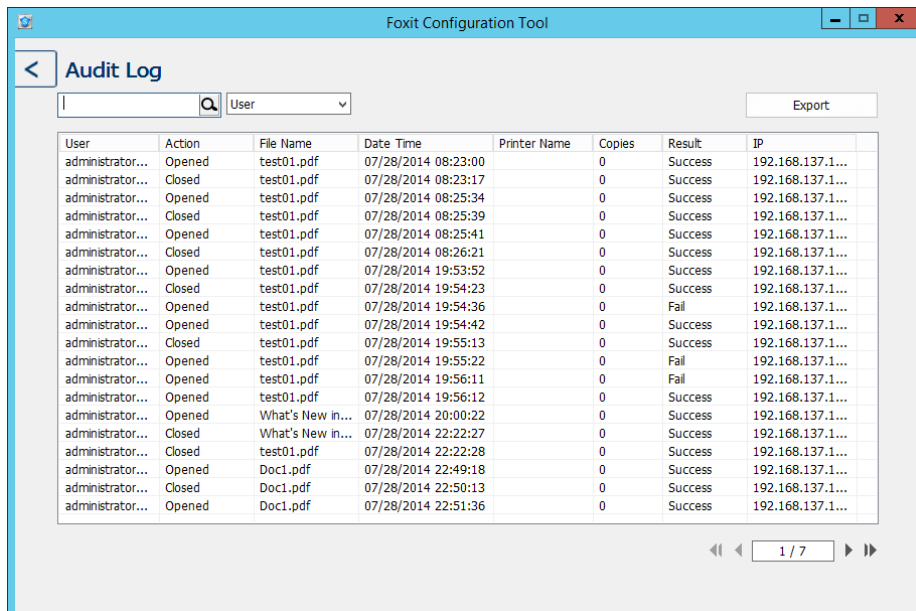 Foxit Configuration Tool
Audit Log
User
Export
User Action File Name Date Time Printer Name Copies Result IP
administrator... Opened test01.pdf 07/28/2014 08:23:00 0 Success 192.168.137.1...
administrator... Closed test01.pdf 07/28/2014 08:23:17 0 Success 192.168.137.1...
administrator... Opened test01.pdf 07/28/2014 08:25:34 0 Success 192.168.137.1...
administrator... Closed test01.pdf 07/28/2014 08:25:39 0 Success 192.168.137.1...
administrator... Opened test01.pdf 07/28/2014 08:25:41 0 Success 192.168.137.1...
administrator... Closed test01.pdf 07/28/2014 08:26:21 0 Success 192.168.137.1...
administrator... Opened test01.pdf 07/28/2014 19:53:52 0 Success 192.168.137.1...
administrator... Closed test01.pdf 07/28/2014 19:54:23 0 Success 192.168.137.1...
administrator... Opened test01.pdf 07/28/2014 19:54:36 0 Fail 192.168.137.1...
administrator... Opened test01.pdf 07/28/2014 19:54:42 0 Success 192.168.137.1...
administrator... Closed test01.pdf 07/28/2014 19:55:13 0 Success 192.168.137.1...
administrator... Opened test01.pdf 07/28/2014 19:55:22 0 Fail 192.168.137.1...
administrator... Opened test01.pdf 07/28/2014 19:56:11 0 Fail 192.168.137.1...
administrator... Opened test01.pdf 07/28/2014 19:56:12 0 Success 192.168.137.1...
administrator... Opened What's New in... 07/28/2014 20:00:22 0 Success 192.168.137.1...
administrator... Closed What's New in... 07/28/2014 22:22:27 0 Success 192.168.137.1...
administrator... Closed test01.pdf 07/28/2014 22:22:28 0 Success 192.168.137.1...
administrator... Opened Doc1.pdf 07/28/2014 22:49:18 0 Success 192.168.137.1...
administrator... Closed Doc1.pdf 07/28/2014 22:50:13 0 Success 192.168.137.1...
administrator... Opened Doc1.pdf 07/28/2014 22:51:36 0 Success 192.168.137.1...
1 / 7